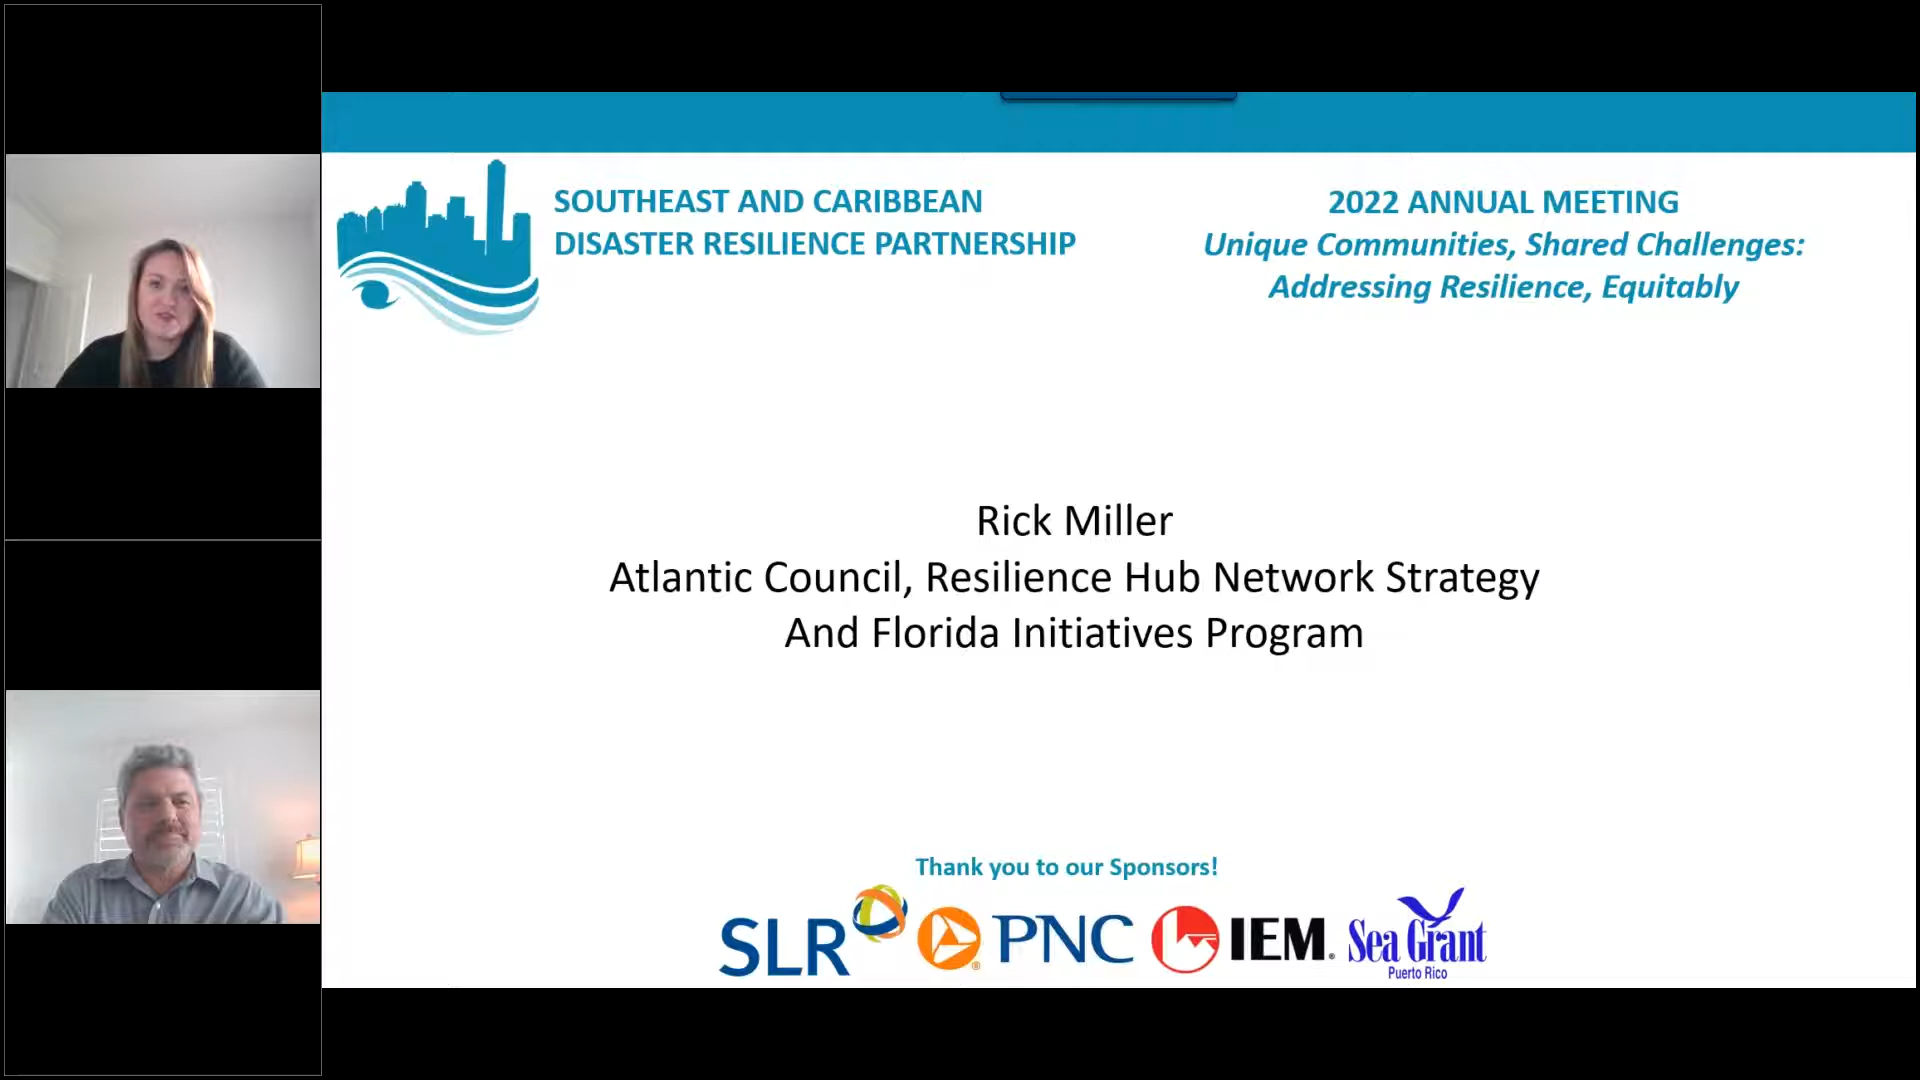 SOUTHEAST AND CARIBBEAN
DISASTER RESILIENCE PARTNERSHIP
2022 ANNUAL MEETING
Unique Communities, Shared Challenges:
Addressing Resilience, Equitably
Rick Miller
Atlantic Council, Resilience Hub Network Strategy
And Florida Initiatives Program
Thank you to our Sponsors!
SLR
PNC
IEM
Sea Grant
Puerto Rico